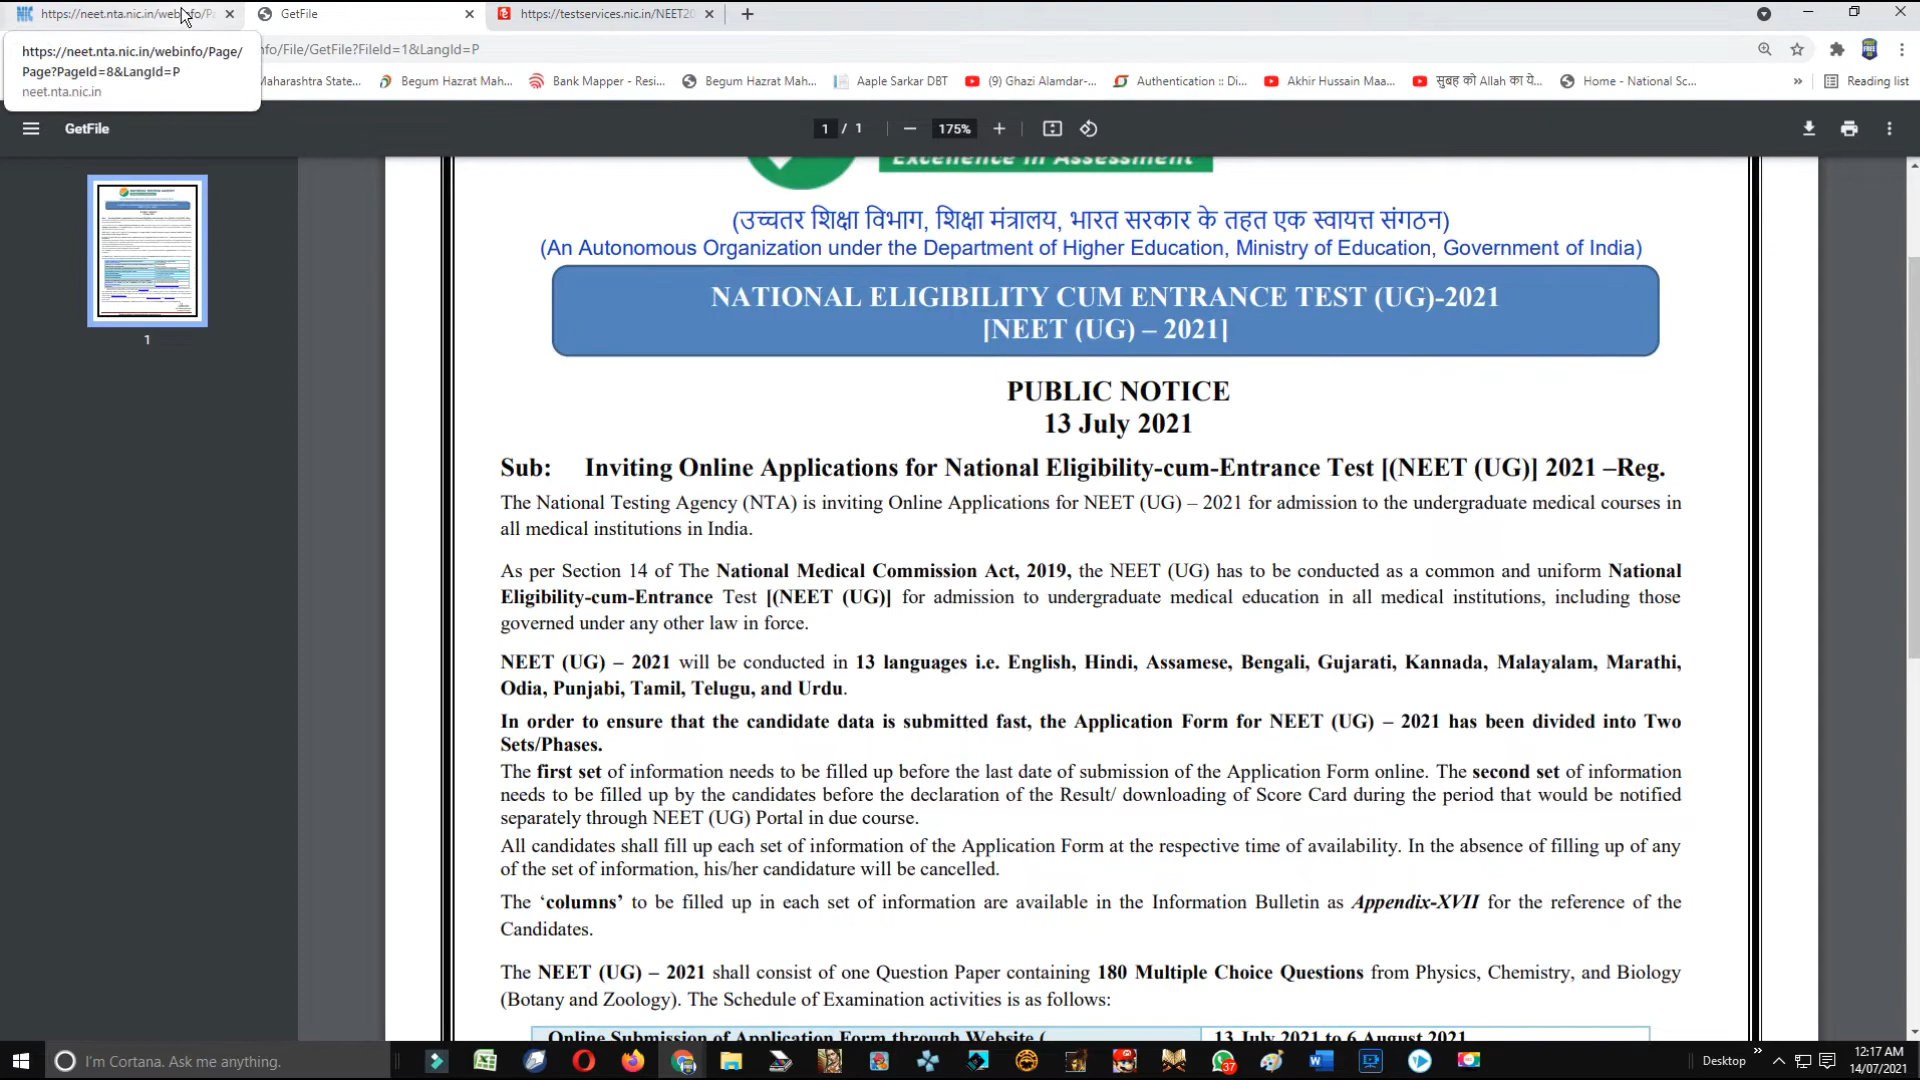 https://neet.nta.nic.in/webinfo/Pa
GetFile
https://testservices.nic.in/NEET20
https://neet.nta.nic.in/webinfo/Page/
Page?PageId=8&LangId=P
neet.nta.nic.in
nfo/File/GetFile?FileId=1&LangId=P
Maharashtra State...
Begum Hazrat Mah...
Bank Mapper - Resi...
Begum Hazrat Mah...
Aaple Sarkar DBT
(9) Ghazi Alamdar-...
Authentication :: Di...
Akhir Hussain Maa...
सुबह को Allah का ये...
Home - National Sc...
»
Reading list
GetFile
1 / 1
175%
1
Excellence in Assessment
(उच्चतर शिक्षा विभाग, शिक्षा मंत्रालय, भारत सरकार के तहत एक स्वायत्त संगठन)
(An Autonomous Organization under the Department of Higher Education, Ministry of Education, Government of India)
NATIONAL ELIGIBILITY CUM ENTRANCE TEST (UG)-2021
[NEET (UG) – 2021]
PUBLIC NOTICE
13 July 2021
Sub: Inviting Online Applications for National Eligibility-cum-Entrance Test [(NEET (UG)] 2021 –Reg.
The National Testing Agency (NTA) is inviting Online Applications for NEET (UG) – 2021 for admission to the undergraduate medical courses in
all medical institutions in India.
As per Section 14 of The National Medical Commission Act, 2019, the NEET (UG) has to be conducted as a common and uniform National
Eligibility-cum-Entrance Test [(NEET (UG)] for admission to undergraduate medical education in all medical institutions, including those
governed under any other law in force.
NEET (UG) – 2021 will be conducted in 13 languages i.e. English, Hindi, Assamese, Bengali, Gujarati, Kannada, Malayalam, Marathi,
Odia, Punjabi, Tamil, Telugu, and Urdu.
In order to ensure that the candidate data is submitted fast, the Application Form for NEET (UG) – 2021 has been divided into Two
Sets/Phases.
The first set of information needs to be filled up before the last date of submission of the Application Form online. The second set of information
needs to be filled up by the candidates before the declaration of the Result/ downloading of Score Card during the period that would be notified
separately through NEET (UG) Portal in due course.
All candidates shall fill up each set of information of the Application Form at the respective time of availability. In the absence of filling up of any
of the set of information, his/her candidature will be cancelled.
The ‘columns’ to be filled up in each set of information are available in the Information Bulletin as Appendix-XVII for the reference of the
Candidates.
The NEET (UG) – 2021 shall consist of one Question Paper containing 180 Multiple Choice Questions from Physics, Chemistry, and Biology
(Botany and Zoology). The Schedule of Examination activities is as follows:
Online Submission of Application Form through Website (
13 July 2021 to 6 August 2021
I'm Cortana. Ask me anything.
37
Desktop
»
12:17 AM
14/07/2021